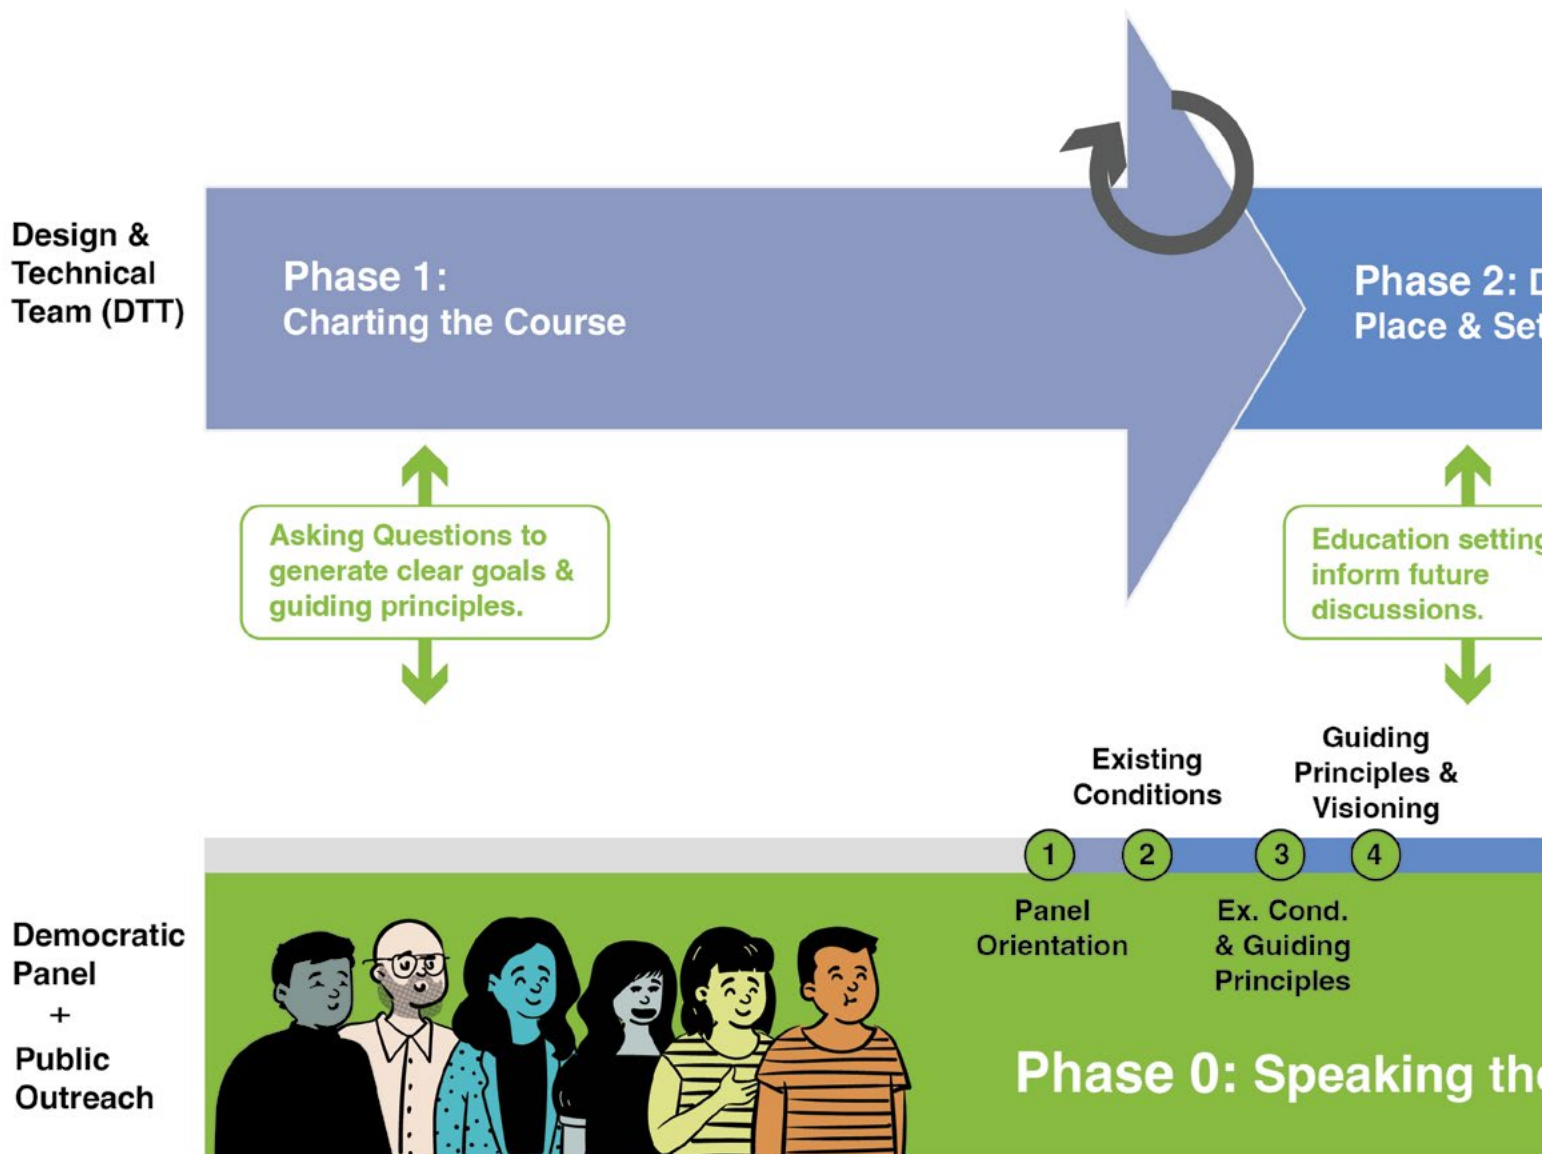 Design &
Technical
Team (DTT)
Phase 1:
Charting the Course
Phase 2:
Place &
Asking Questions to
generate clear goals &
guiding principles.
Education
inform future
discussions.
Existing
Conditions
Guiding
Principles &
Visioning
1
2
3
4
Panel
Orientation
Ex. Cond.
& Guiding
Principles
Democratic
Panel
+
Public
Outreach
Phase 0: Speaking